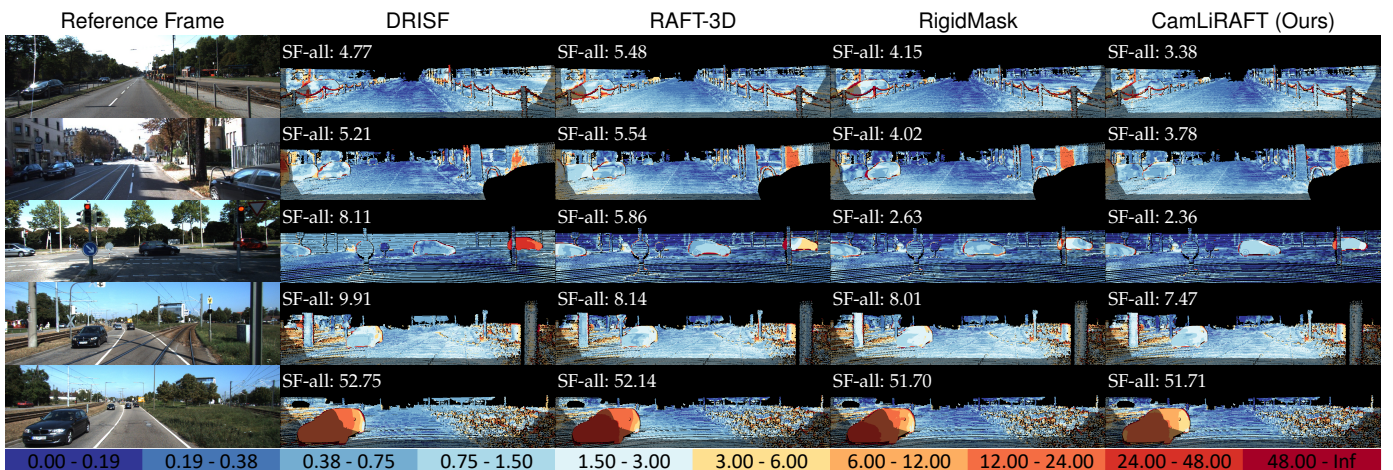 Reference Frame DRISF RAFT-3D RigidMask CamLiRAFT (Ours)
SF-all: 4.77 SF-all: 5.48 SF-all: 4.15 SF-all: 3.38
SF-all: 5.21 SF-all: 5.54 SF-all: 4.02 SF-all: 3.78
SF-all: 8.11 SF-all: 5.86 SF-all: 2.63 SF-all: 2.36
SF-all: 9.91 SF-all: 8.14 SF-all: 8.01 SF-all: 7.47
SF-all: 52.75 SF-all: 52.14 SF-all: 51.70 SF-all: 51.71
0.00 - 0.19 0.19 - 0.38 0.38 - 0.75 0.75 - 1.50 1.50 - 3.00 3.00 - 6.00 6.00 - 12.00 12.00 - 24.00 24.00 - 48.00 48.00 - Inf